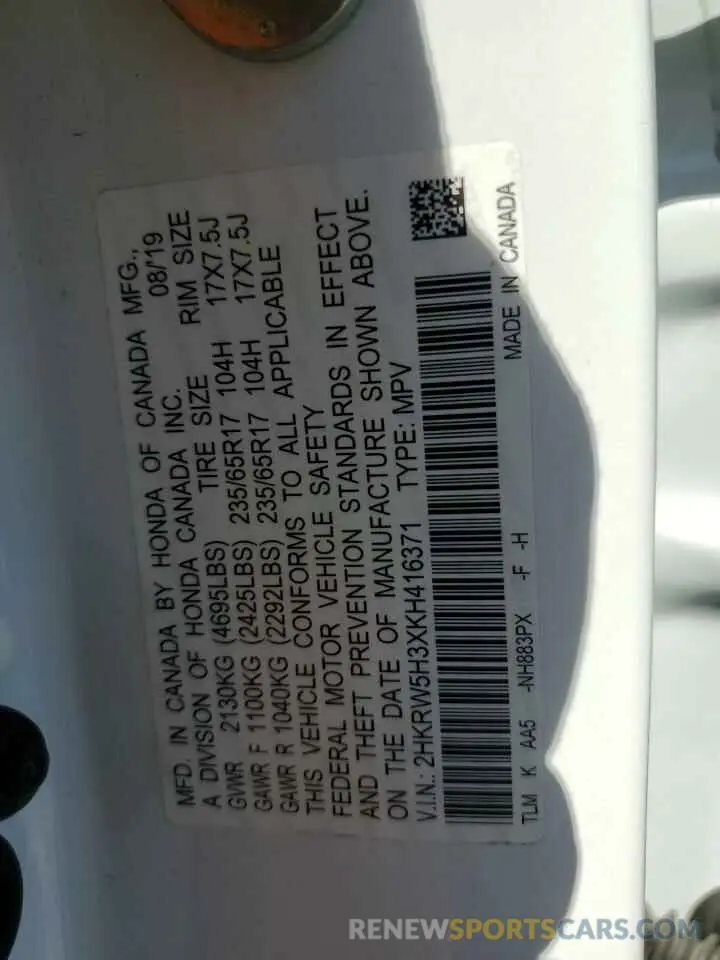 MFD. IN CANADA BY HONDA OF CANADA MFG.,
A DIVISION OF HONDA CANADA INC. 08/'19
GVWR 2130KG (4695LBS) TIRE SIZE RIM SIZE
GAWR F 1100KG (2425LBS) 235/65R17 104H 17X7.5J
GAWR R 1040KG (2292LBS) 235/65R17 104H 17X7.5J
THIS VEHICLE CONFORMS TO ALL APPLICABLE
FEDERAL MOTOR VEHICLE SAFETY
AND THEFT PREVENTION STANDARDS IN EFFECT
ON THE DATE OF MANUFACTURE SHOWN ABOVE.
V.I.N.: 2HKRW5H3XKH416371 TYPE: MPV
TLM K AA5 -NH883PX -F -H MADE IN CANADA
RENEWSPORTSCARS.COM